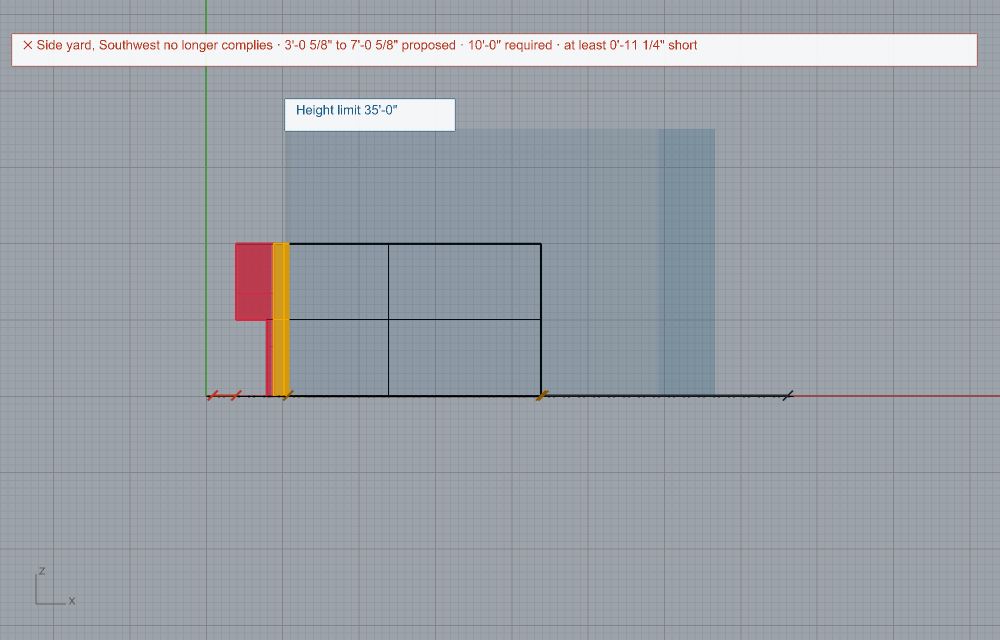 × Side yard, Southwest no longer complies · 3'-0 5/8" to 7'-0 5/8" proposed · 10'-0" required · at least 0'-11 1/4" short
Height limit 35'-0"
z
x